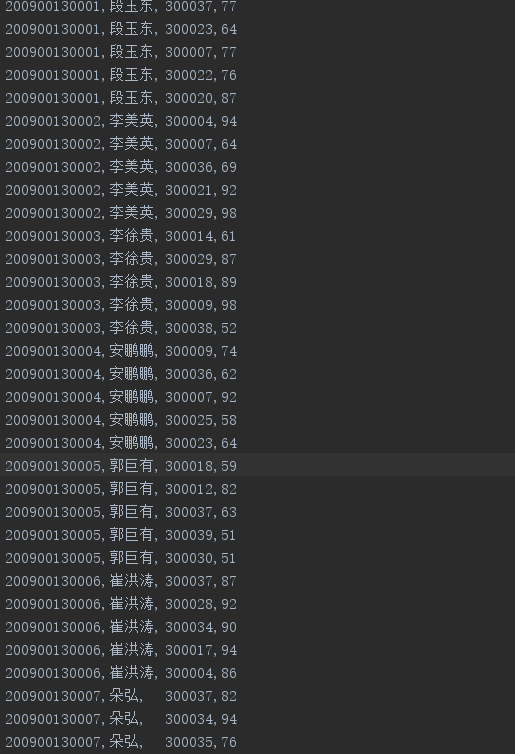 200900130001,段玉东,300037,77
200900130001,段玉东,300023,64
200900130001,段玉东,300007,77
200900130001,段玉东,300022,76
200900130001,段玉东,300020,87
200900130002,李美英,300004,94
200900130002,李美英,300007,64
200900130002,李美英,300036,69
200900130002,李美英,300021,92
200900130002,李美英,300029,98
200900130003,李徐贵,300014,61
200900130003,李徐贵,300029,87
200900130003,李徐贵,300018,89
200900130003,李徐贵,300009,98
200900130003,李徐贵,300038,52
200900130004,安鹏鹏,300009,74
200900130004,安鹏鹏,300036,62
200900130004,安鹏鹏,300007,92
200900130004,安鹏鹏,300025,58
200900130004,安鹏鹏,300023,64
200900130005,郭巨有,300018,59
200900130005,郭巨有,300012,82
200900130005,郭巨有,300037,63
200900130005,郭巨有,300039,51
200900130005,郭巨有,300030,51
200900130006,崔洪涛,300037,87
200900130006,崔洪涛,300028,92
200900130006,崔洪涛,300034,90
200900130006,崔洪涛,300017,94
200900130006,崔洪涛,300004,86
200900130007,朵弘,  300037,82
200900130007,朵弘,  300034,94
200900130007,朵弘,  300035,76